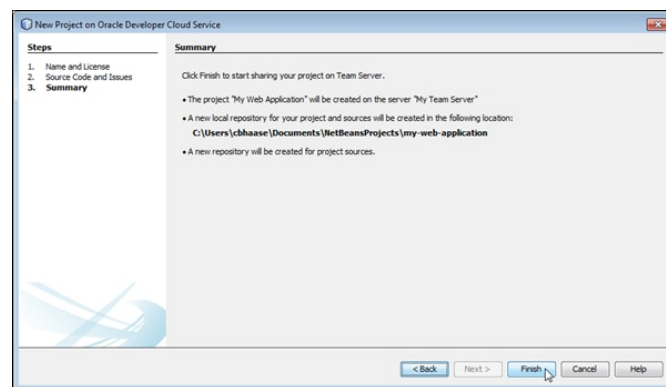 New Project on Oracle Developer Cloud Service
Steps
1. Name and License
2. Source Code and Issues
3. Summary
Summary
Click Finish to start sharing your project on Team Server.
• The project "My Web Application" will be created on the server "My Team Server"
• A new local repository for your project and sources will be created in the following location:
C:\Users\cbhaase\Documents\NetBeansProjects\my-web-application
• A new repository will be created for project sources.
< Back Next > Finish Cancel Help